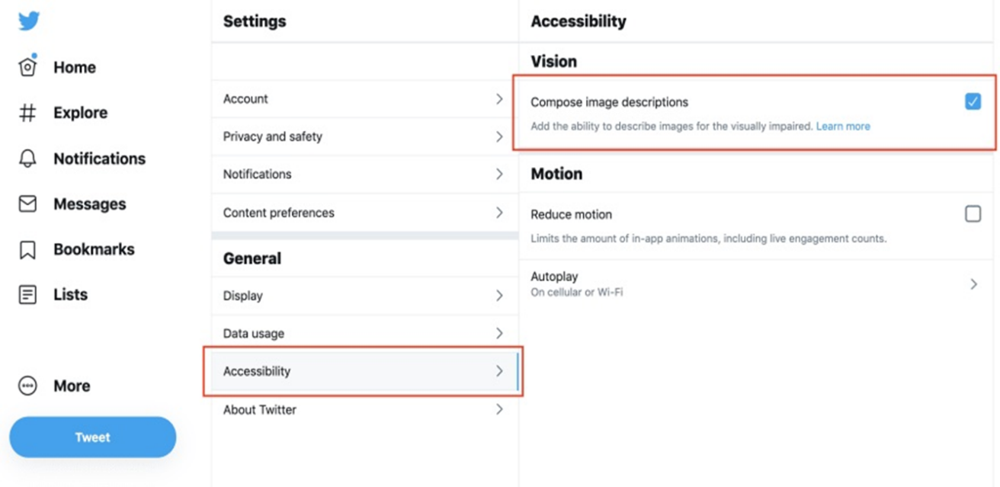 Home
Explore
Notifications
Messages
Bookmarks
Lists
More
Tweet
Settings
Account
Privacy and safety
Notifications
Content preferences
General
Display
Data usage
Accessibility
About Twitter
Accessibility
Vision
Compose image descriptions
Add the ability to describe images for the visually impaired. Learn more
Motion
Reduce motion
Limits the amount of in-app animations, including live engagement counts.
Autoplay
On cellular or Wi-Fi